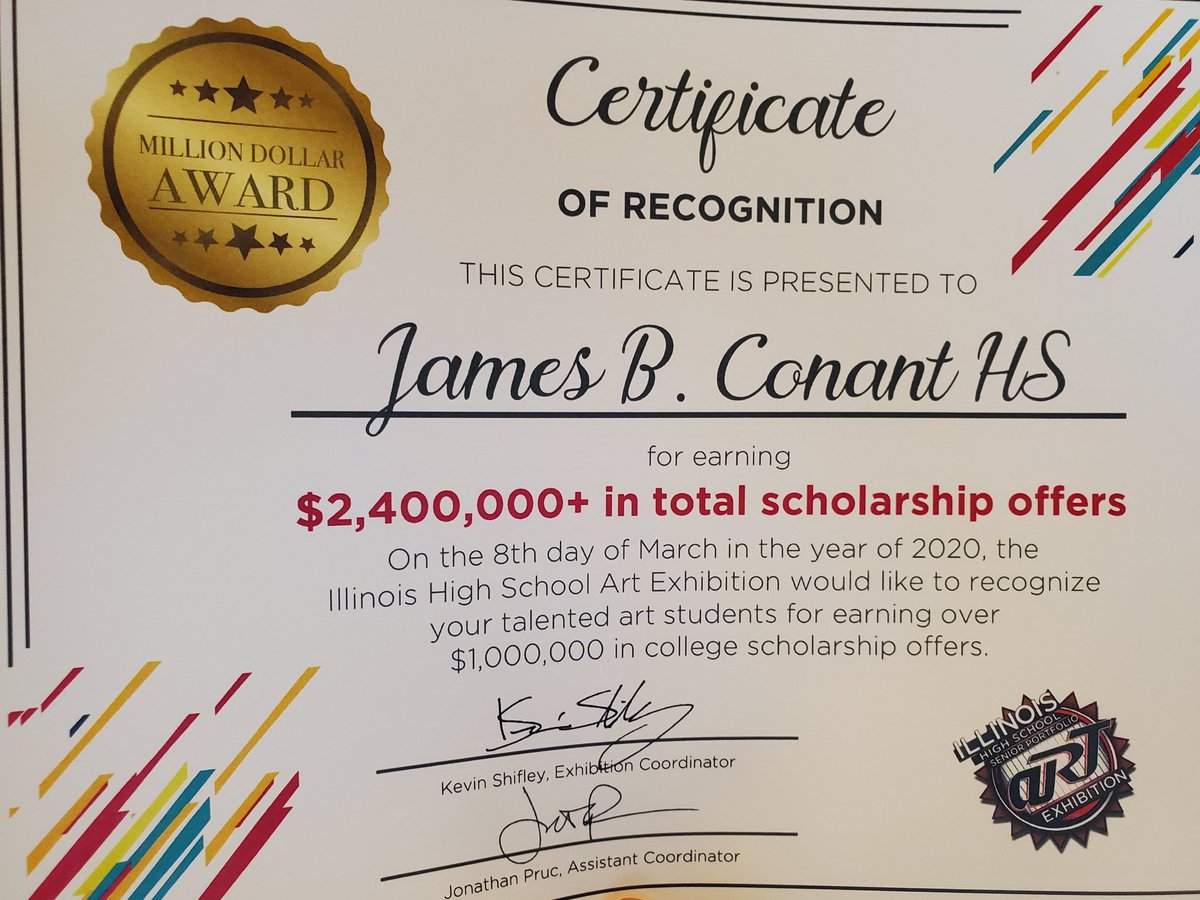 MILLION DOLLAR
AWARD
Certificate
OF RECOGNITION
THIS CERTIFICATE IS PRESENTED TO
James B. Conant HS
for earning
$2,400,000+ in total scholarship offers
On the 8th day of March in the year of 2020, the
Illinois High School Art Exhibition would like to recognize
your talented art students for earning over
$1,000,000 in college scholarship offers.
Kevin Shifley, Exhibition Coordinator
Jonathan Pruc, Assistant Coordinator
ILLINOIS
HIGH SCHOOL
SENIOR PORTFOLIO
aRT
EXHIBITION